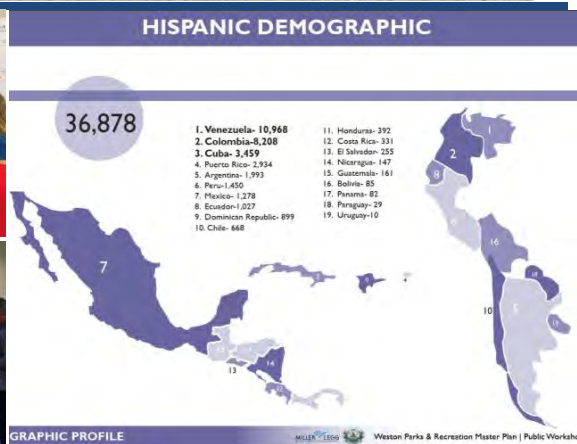 HISPANIC DEMOGRAPHIC
36,878
1. Venezuela- 10,968
2. Colombia-8,208
3. Cuba- 3,459
4. Puerto Rico- 2,934
5. Argentina- 1,993
6. Peru-1,450
7. Mexico- 1,278
8. Ecuador-1,027
9. Dominican Republic- 899
10. Chile- 668
11. Honduras- 392
12. Costa Rica- 331
13. El Salvador- 255
14. Nicaragua- 147
15. Guatemala- 161
16. Bolivia- 85
17. Panama- 82
18. Paraguay- 29
19. Uruguay-10
1
2
8
16
7
10
5
13
14
GRAPHIC PROFILE
MILLER LEGG
Weston Parks & Recreation Master Plan | Public Worksho